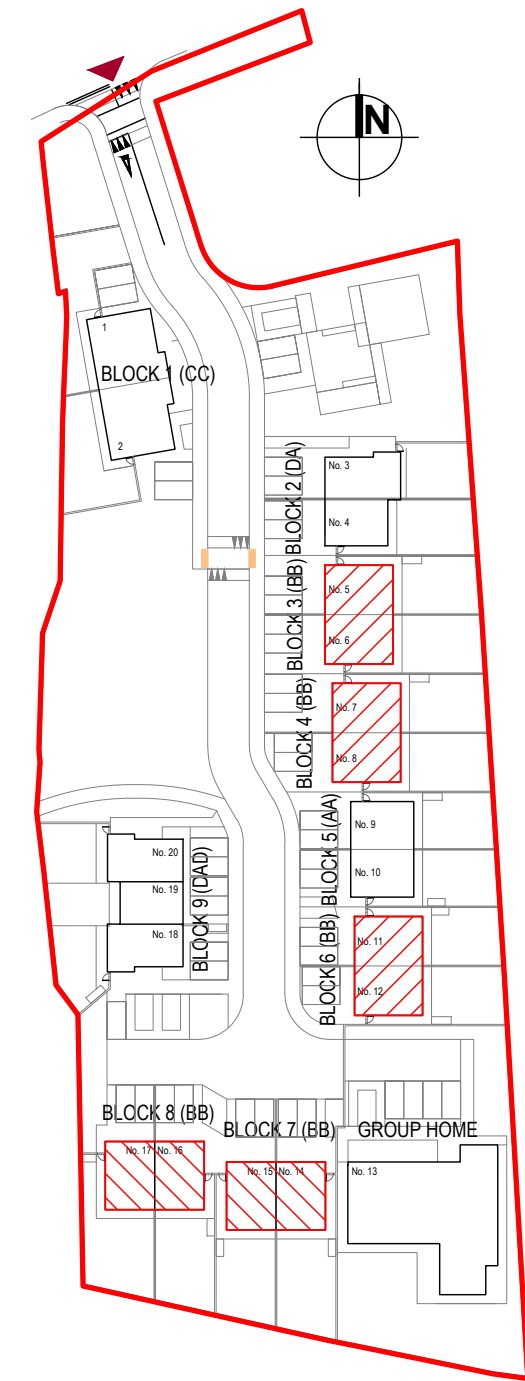 N
1
BLOCK 1 (CC)
2
BLOCK 2 (DA)
No. 3
No. 4
BLOCK 3 (BB)
No. 5
No. 6
BLOCK 4 (BB)
No. 7
No. 8
BLOCK 5 (AA)
No. 9
No. 10
No. 20
No. 19
No. 18
BLOCK 9 (DAD)
BLOCK 6 (BB)
No. 11
No. 12
BLOCK 8 (BB)
No. 17 No. 16
BLOCK 7 (BB)
No. 15 No. 14
GROUP HOME
No. 13